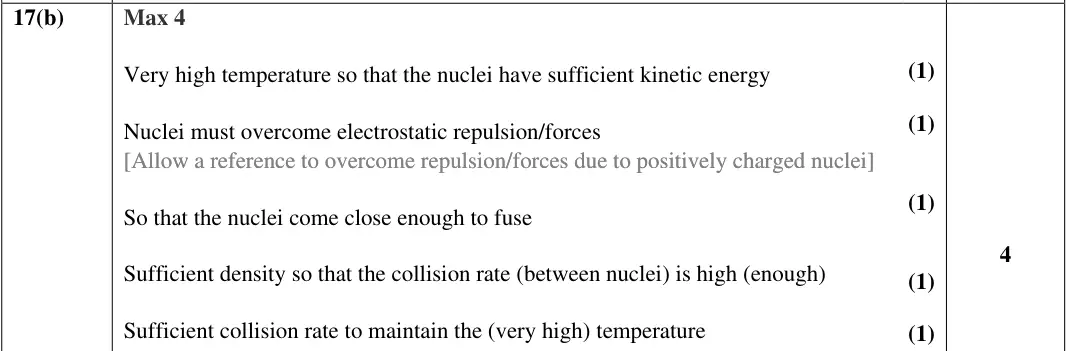 17(b) Max 4
Very high temperature so that the nuclei have sufficient kinetic energy (1)
Nuclei must overcome electrostatic repulsion/forces (1)
[Allow a reference to overcome repulsion/forces due to positively charged nuclei]
So that the nuclei come close enough to fuse (1)
4
Sufficient density so that the collision rate (between nuclei) is high (enough) (1)
Sufficient collision rate to maintain the (very high) temperature (1)